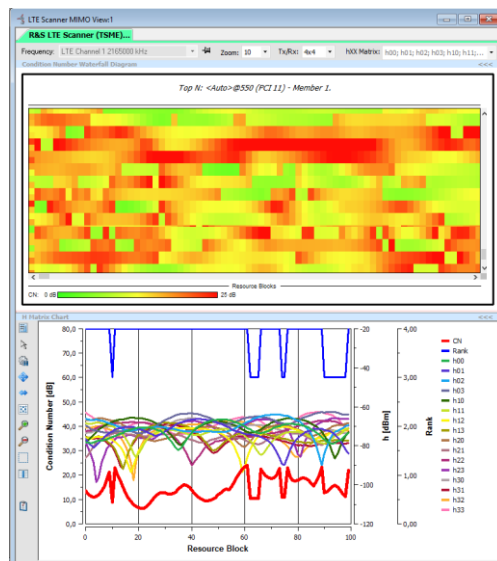 LTE Scanner MIMO View:1
R&S LTE Scanner (TSME)...
Frequency: LTE Channel 1 2165000 kHz Zoom: 10 Tx/Rx: 4x4 hXX Matrix: h00; h01; h02; h03; h10; h11;...
Condition Number Waterfall Diagram <<<
Top N: <Auto>@550 (PCI 11) - Member 1.
Resource Blocks
CN: 0 dB 25 dB
H Matrix Chart <<<
80,0 -20 4,00
70,0
60,0 -40 3,00
50,0
40,0 -60 2,00
30,0 -80
20,0 1,00
10,0 -100
0,0 -120 0,00
0 20 40 60 80 100
Condition Number [dB]
h [dBm]
Rank
Resource Block
CN
Rank
h00
h01
h02
h03
h10
h11
h12
h13
h20
h21
h22
h23
h30
h31
h32
h33